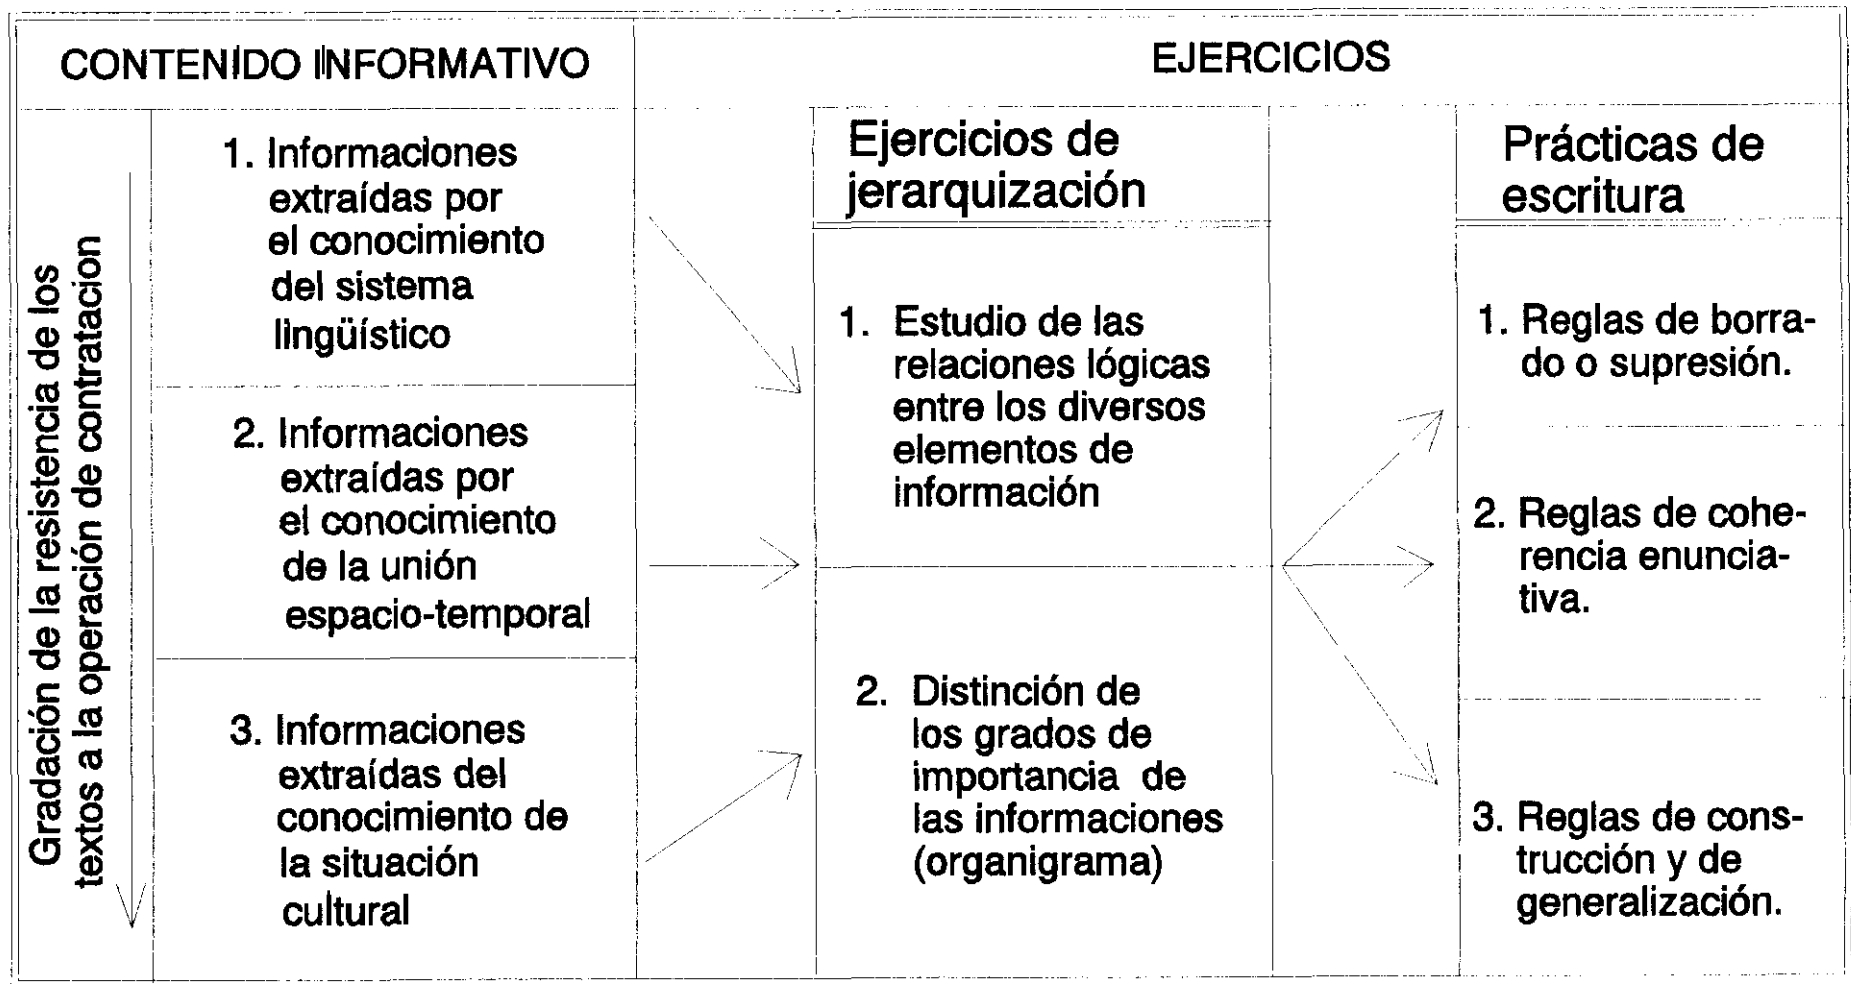 CONTENIDO INFORMATIVO
EJERCICIOS
Gradación de la resistencia de los
textos a la operación de contratacion
1. Informaciones
extraídas por
el conocimiento
del sistema
lingüístico
2. Informaciones
extraídas por
el conocimiento
de la unión
espacio-temporal
3. Informaciones
extraídas del
conocimiento de
la situación
cultural
Ejercicios de
jerarquización
1. Estudio de las
relaciones lógicas
entre los diversos
elementos de
información
2. Distinción de
los grados de
importancia de
las informaciones
(organigrama)
Prácticas de
escritura
1. Reglas de borra-
do o supresión.
2. Reglas de cohe-
rencia enuncia-
tiva.
3. Reglas de cons-
trucción y de
generalización.